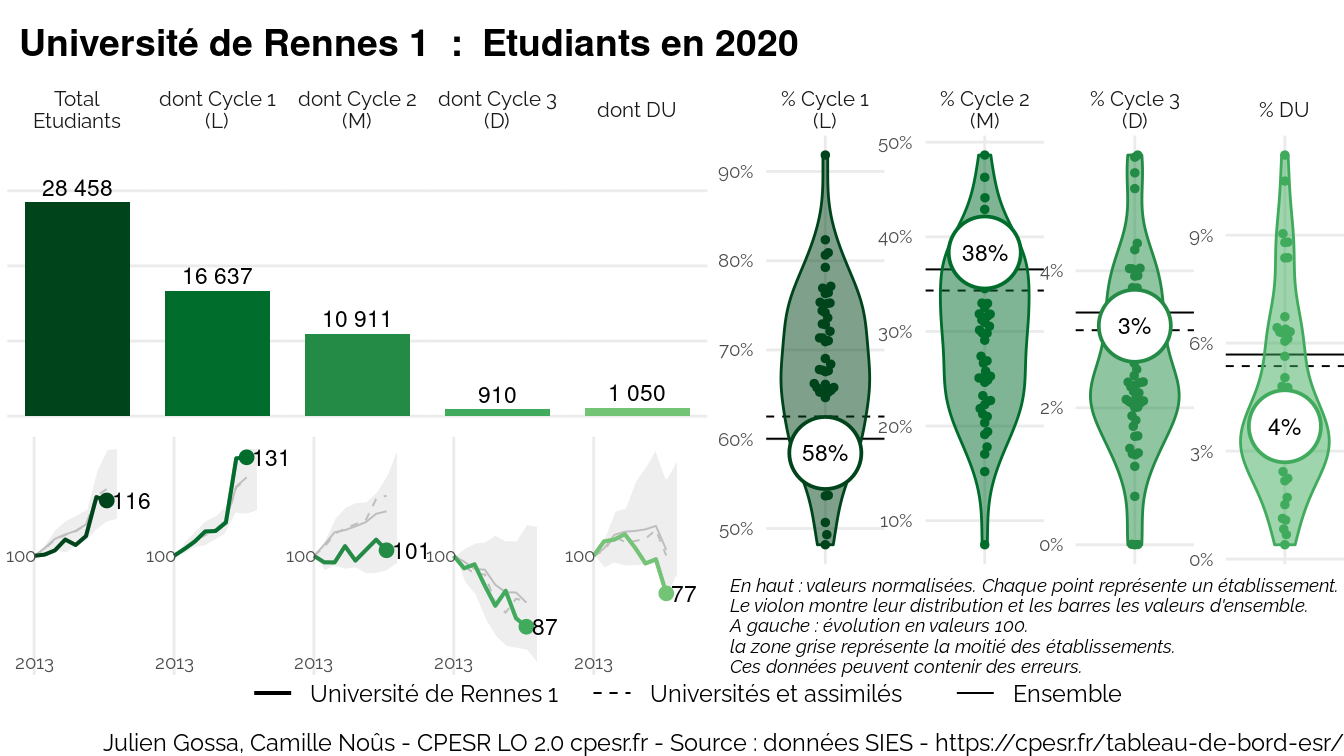 Université de Rennes 1 : Etudiants en 2020
Total
Etudiants
dont Cycle 1
(L)
dont Cycle 2
(M)
dont Cycle 3
(D)
dont DU
28 458
16 637
10 911
910
1 050
100
116
2013
100
131
2013
100
101
2013
100
87
2013
100
77
2013
% Cycle 1
(L)
90%
80%
70%
60%
50%
58%
% Cycle 2
(M)
50%
40%
30%
20%
10%
38%
% Cycle 3
(D)
4%
2%
0%
3%
% DU
9%
6%
3%
0%
4%
En haut : valeurs normalisées. Chaque point représente un établissement.
Le violon montre leur distribution et les barres les valeurs d'ensemble.
A gauche : évolution en valeurs 100.
la zone grise représente la moitié des établissements.
Ces données peuvent contenir des erreurs.
Université de Rennes 1
Universités et assimilés
Ensemble
Julien Gossa, Camille Noûs - CPESR LO 2.0 cpesr.fr - Source : données SIES - https://cpesr.fr/tableau-de-bord-esr/